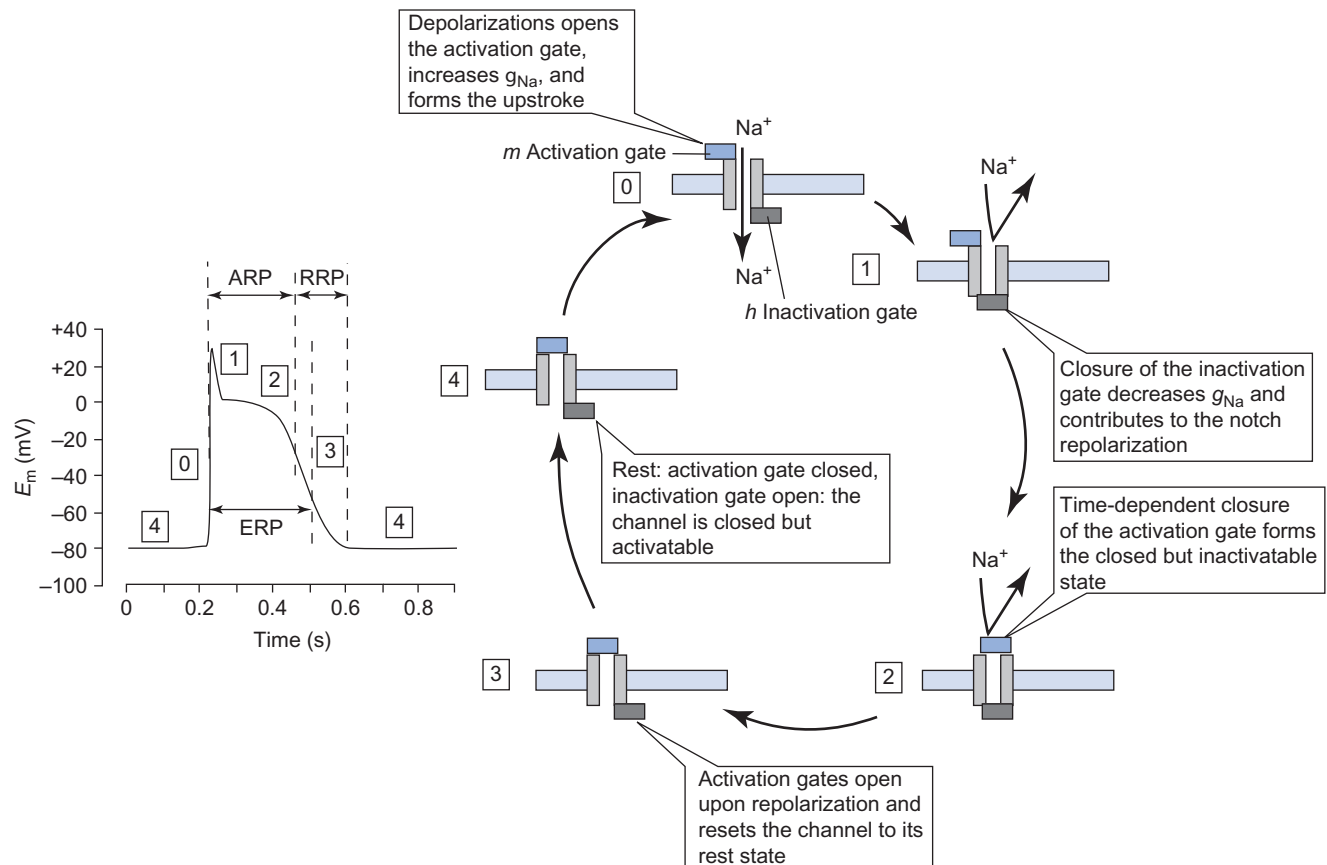 Depolarizations opens
the activation gate,
increases gNa, and
forms the upstroke
Na+
m Activation gate
0
Na+
h Inactivation gate
Na+
1
Closure of the inactivation
gate decreases gNa and
contributes to the notch
repolarization
Time-dependent closure
of the activation gate forms
the closed but inactivatable
state
Na+
2
3
Activation gates open
upon repolarization and
resets the channel to its
rest state
4
Rest: activation gate closed,
inactivation gate open: the
channel is closed but
activatable
ARP RRP
+40
+20
0
–20
–40
–60
–80
–100
Em (mV)
1
2
3
0
4
ERP
4
0 0.2 0.4 0.6 0.8
Time (s)